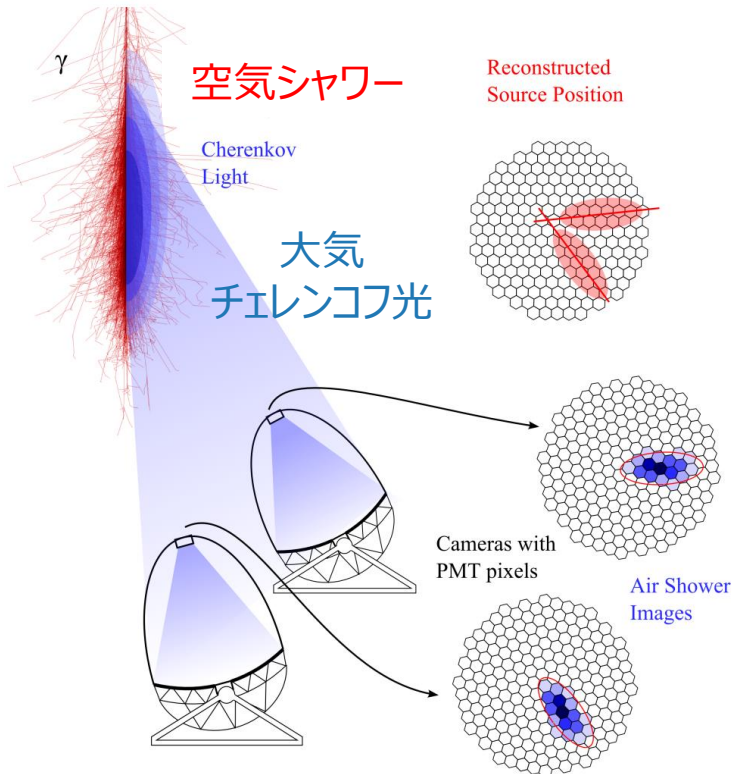 γ
空気シャワー
Reconstructed
Source Position
Cherenkov
Light
大気
チェレンコフ光
Cameras with
PMT pixels
Air Shower
Images